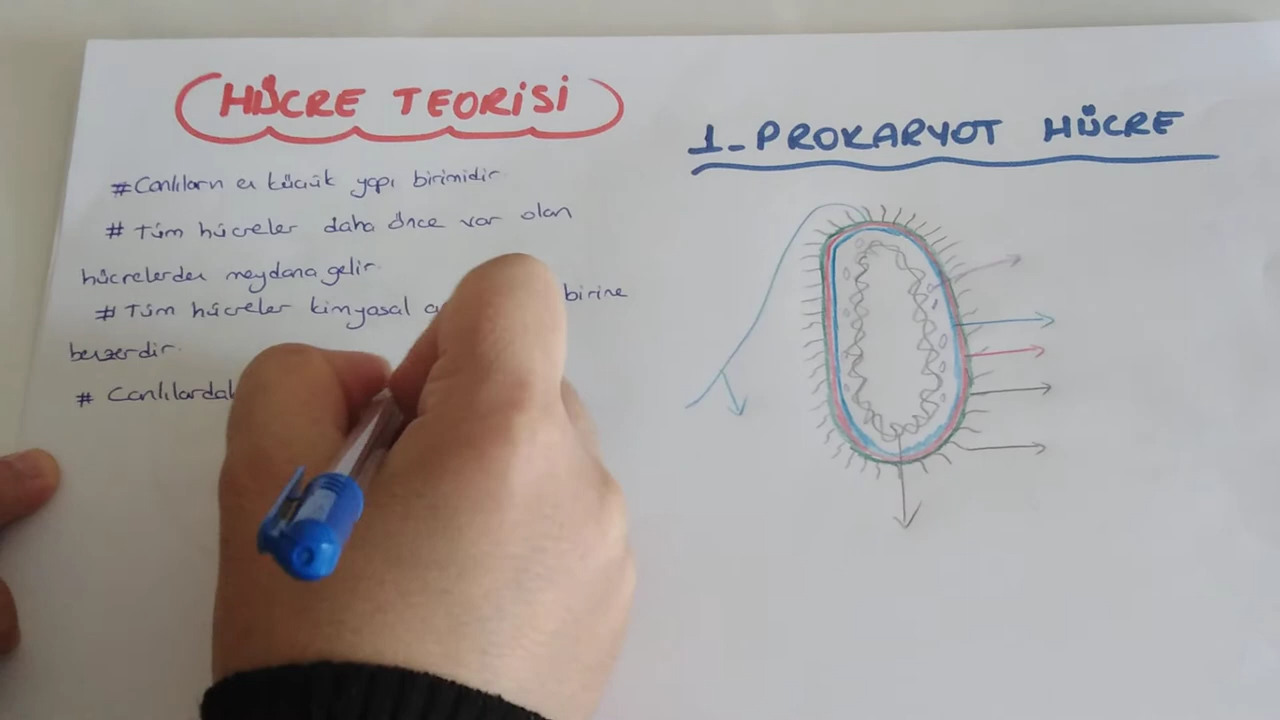 HÜCRE TEORİSİ
# Canlıların en küçük yapı birimidir
# Tüm hücreler daha önce var olan
hücrelerden meydana gelir.
# Tüm hücreler kimyasal birine
benzerdir.
# Canlılardak
1_PROKARYOT HÜCRE